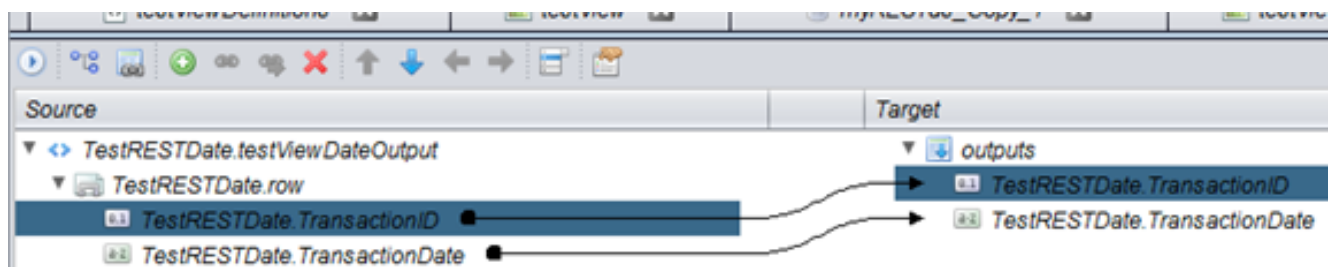 Source Target
TestRESTDate.testViewDateOutput outputs
TestRESTDate.row TestRESTDate.TransactionID
TestRESTDate.TransactionID TestRESTDate.TransactionDate
TestRESTDate.TransactionDate